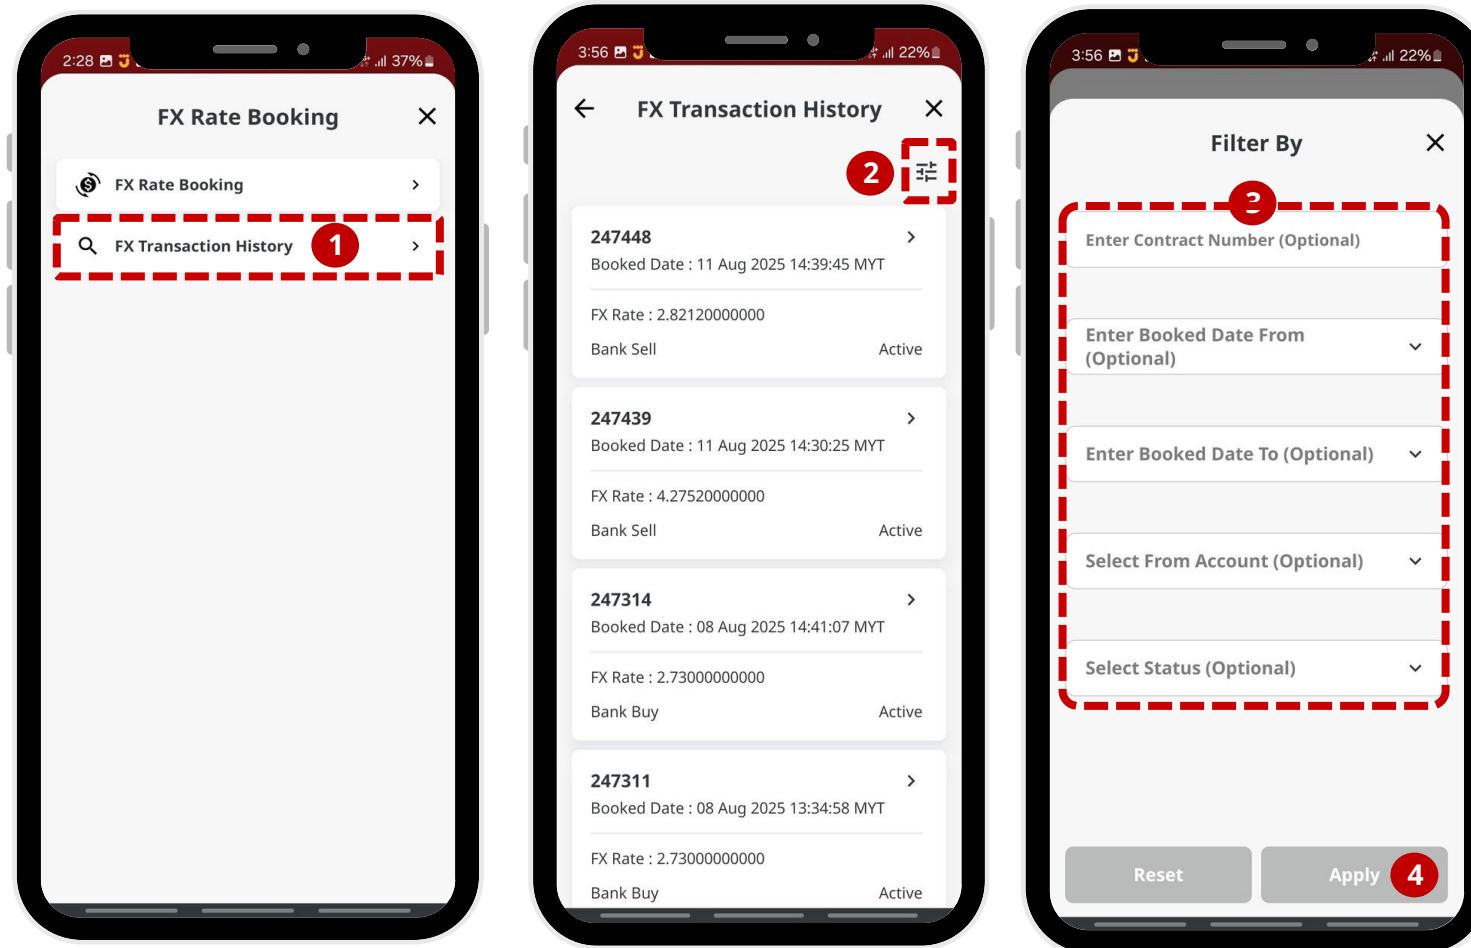 2:28
37%
FX Rate Booking
FX Rate Booking
FX Transaction History
1
3:56
22%
FX Transaction History
2
247448
Booked Date : 11 Aug 2025 14:39:45 MYT
FX Rate : 2.82120000000
Bank Sell
Active
247439
Booked Date : 11 Aug 2025 14:30:25 MYT
FX Rate : 4.27520000000
Bank Sell
Active
247314
Booked Date : 08 Aug 2025 14:41:07 MYT
FX Rate : 2.73000000000
Bank Buy
Active
247311
Booked Date : 08 Aug 2025 13:34:58 MYT
FX Rate : 2.73000000000
Bank Buy
Active
3:56
22%
Filter By
3
Enter Contract Number (Optional)
Enter Booked Date From
(Optional)
Enter Booked Date To (Optional)
Select From Account (Optional)
Select Status (Optional)
Reset
Apply
4